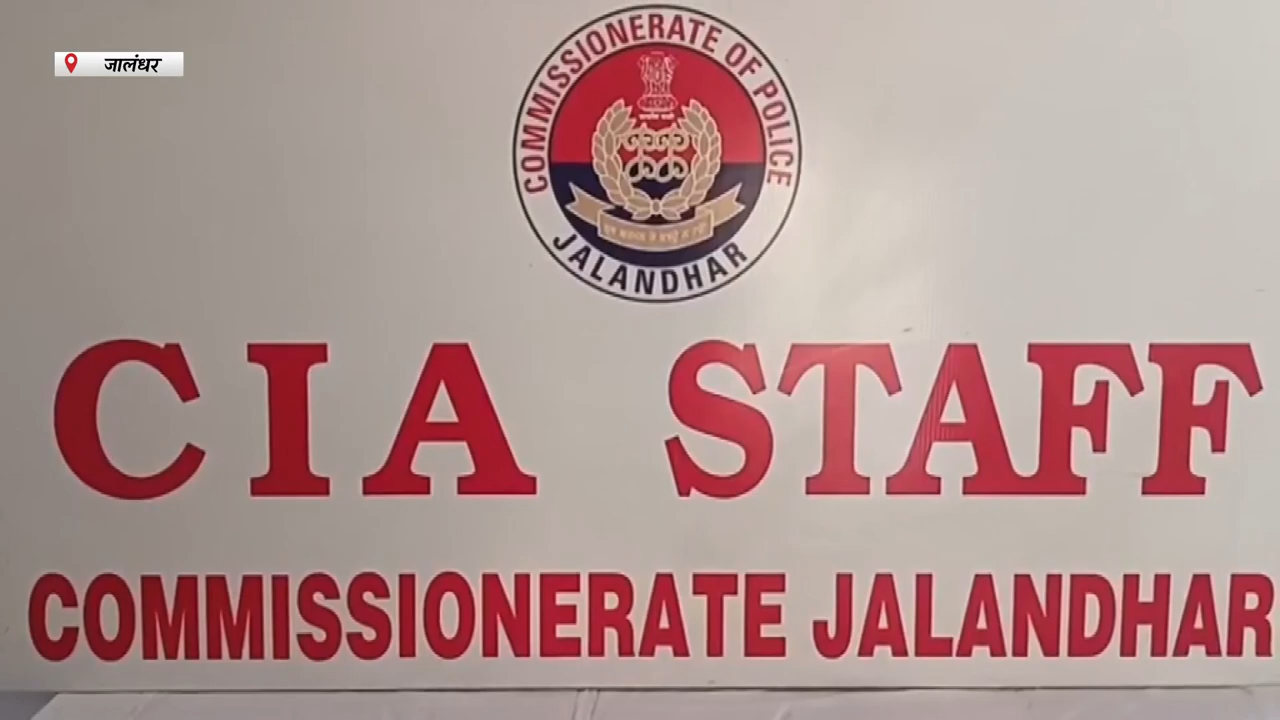 जालंधर
COMMISSIONERATE OF POLICE
JALANDHAR
CIA STAFF
COMMISSIONERATE JALANDHAR